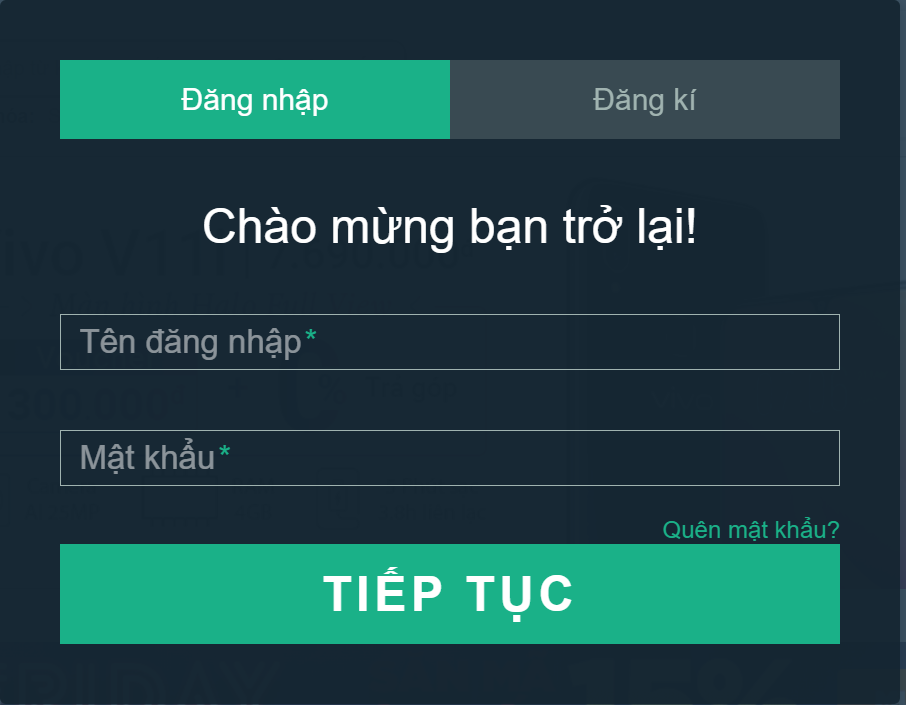 Đăng nhập
Đăng kí
Chào mừng bạn trở lại!
Tên đăng nhập*
Mật khẩu*
Quên mật khẩu?
TIẾP TỤC